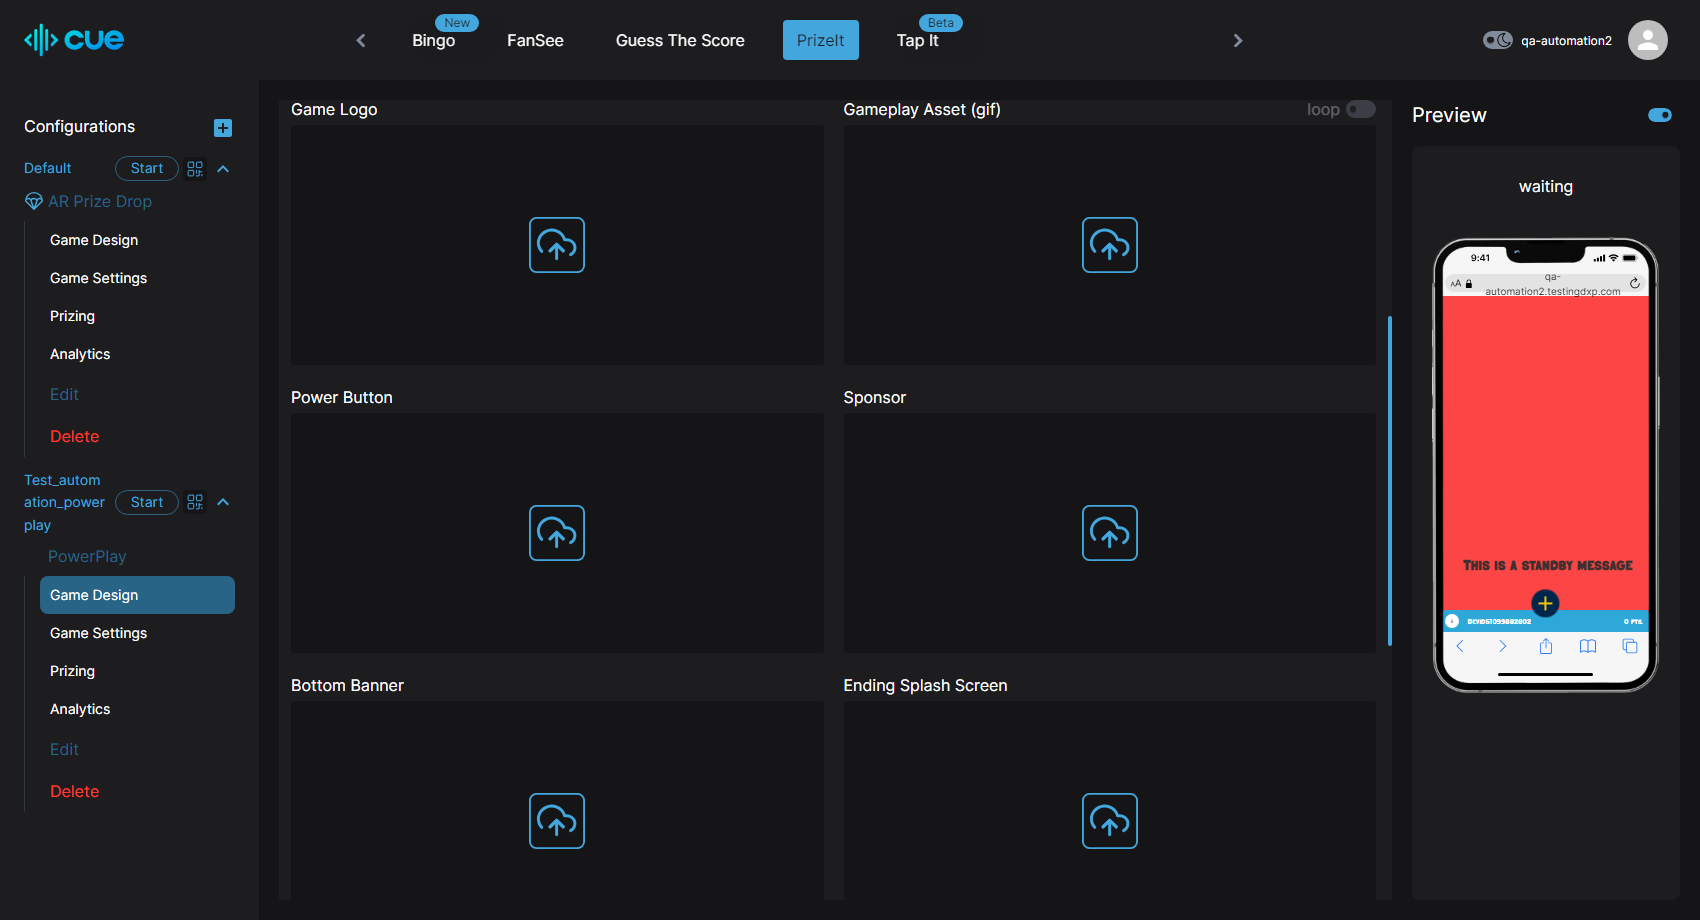 cue
New
Bingo
FanSee
Guess The Score
PrizeIt
Beta
Tap It
qa-automation2
Configurations
Default
Start
AR Prize Drop
Game Design
Game Settings
Prizing
Analytics
Edit
Delete
Test_autom
ation_power
play
Start
PowerPlay
Game Design
Game Settings
Prizing
Analytics
Edit
Delete
Game Logo
Gameplay Asset (gif)
loop
Power Button
Sponsor
Bottom Banner
Ending Splash Screen
Preview
waiting
9:41
AA
qa-
automation2.testingdxp.com
This is a standby message
0 PTS.